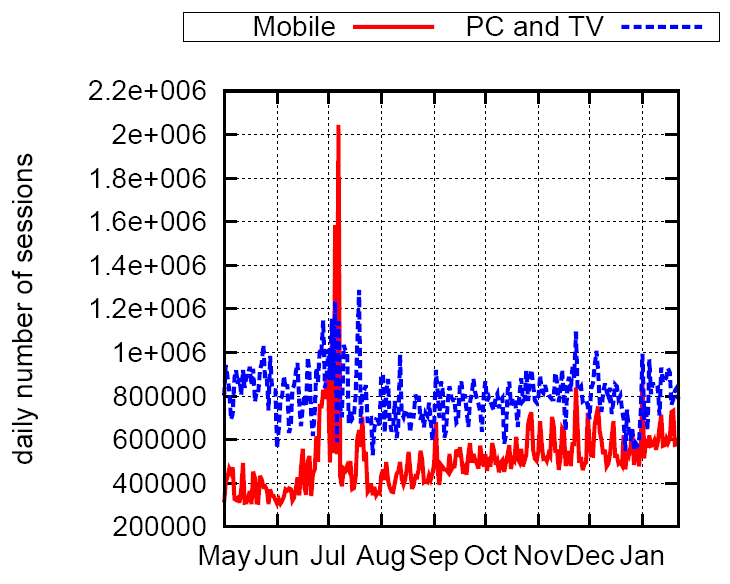 Mobile PC and TV
2.2e+006
2e+006
1.8e+006
1.6e+006
1.4e+006
1.2e+006
1e+006
800000
600000
400000
200000
daily number of sessions
May Jun Jul Aug Sep Oct Nov Dec Jan